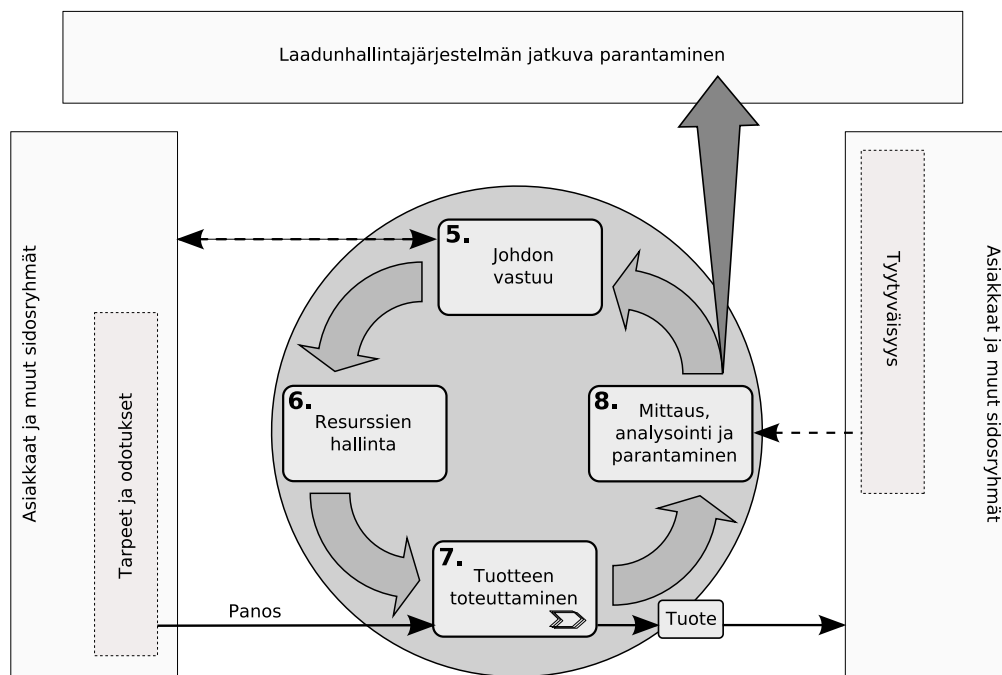 Laadunhallintajärjestelmän jatkuva parantaminen
Asiakkaat ja muut sidosryhmät
Tarpeet ja odotukset
5.
Johdon
vastuu
6.
Resurssien
hallinta
8.
Mittaus,
analysointi ja
parantaminen
7.
Tuotteen
toteuttaminen
Panos
Tuote
Tyytyväisyys
Asiakkaat ja muut sidosryhmät